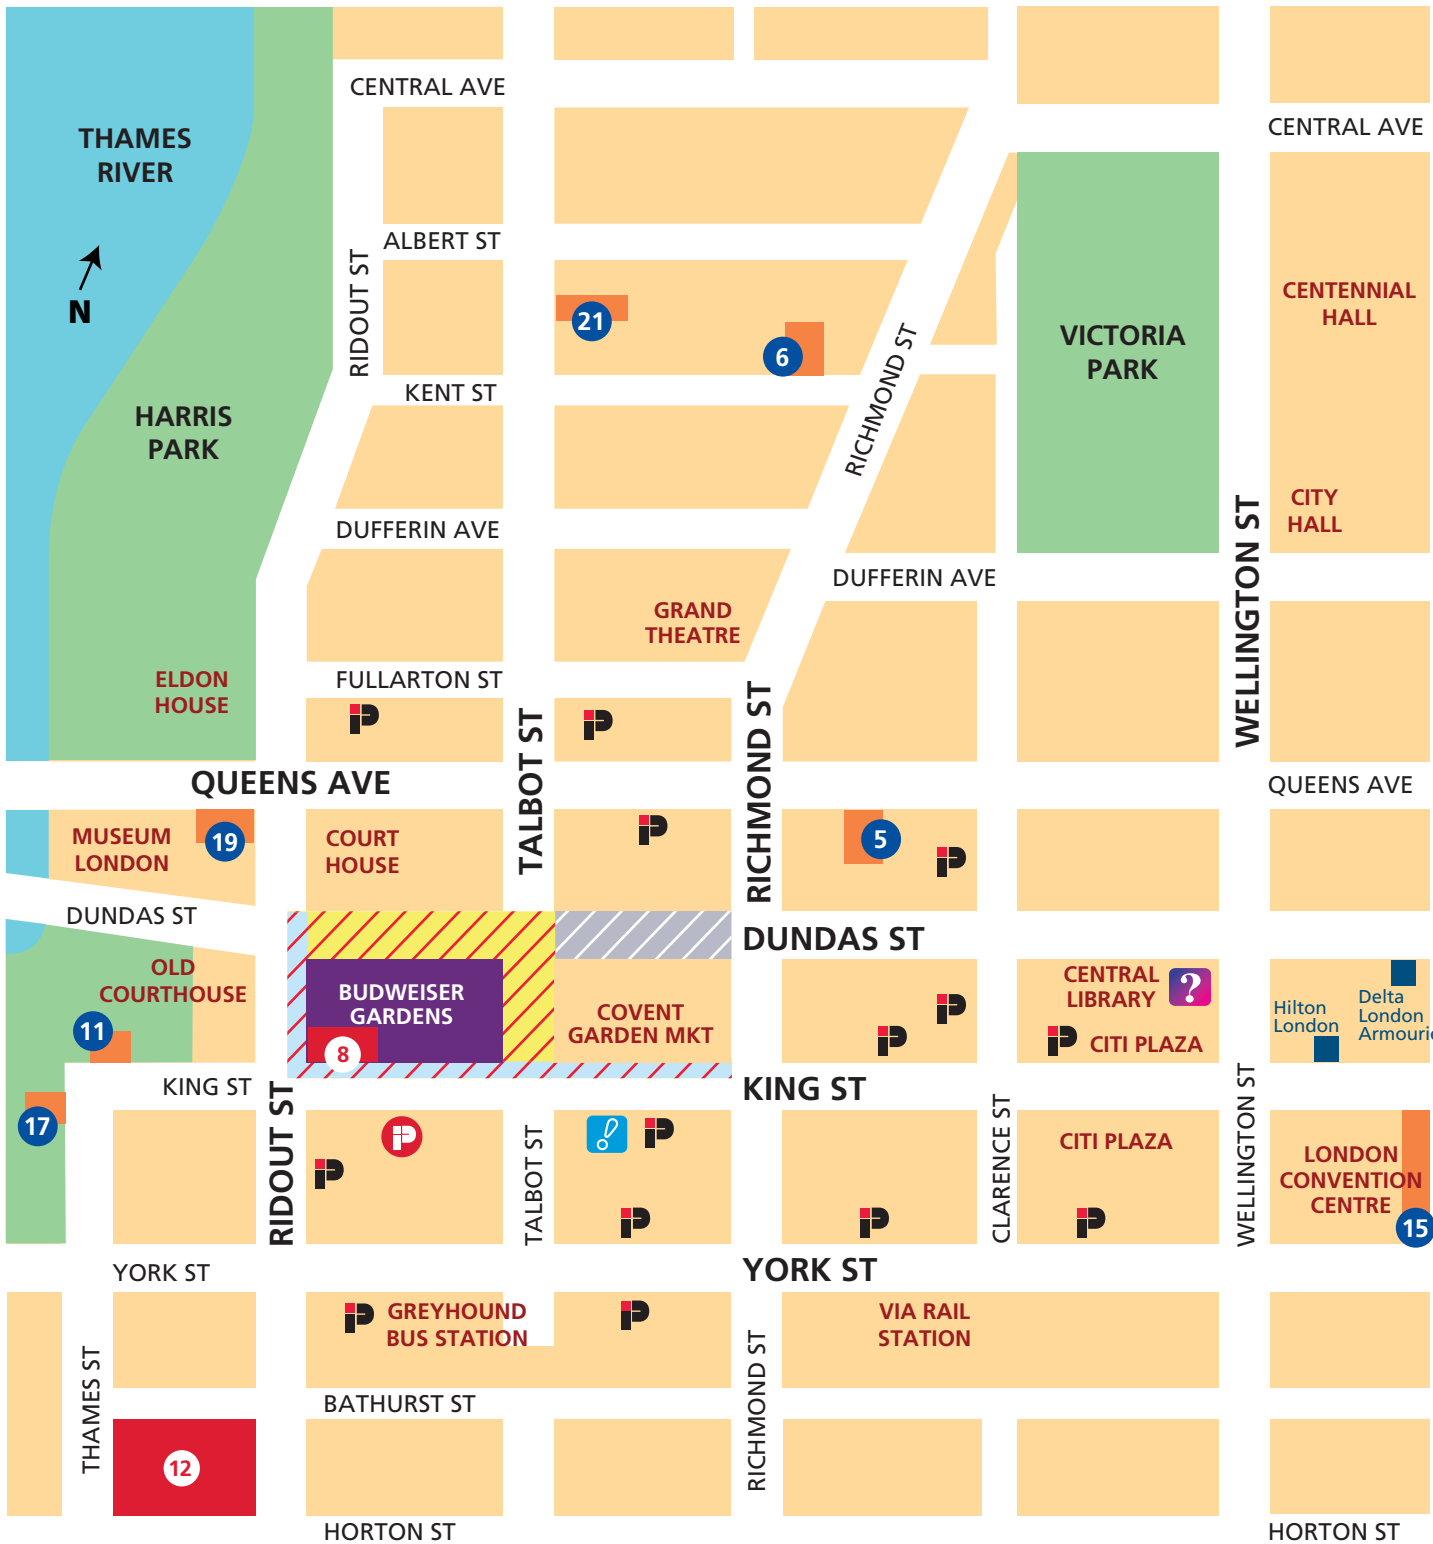 CENTRAL AVE
THAMES
RIVER
CENTRAL AVE
ALBERT ST
RIDOUT ST
N
21
6
CENTENNIAL
HALL
VICTORIA
PARK
RICHMOND ST
KENT ST
HARRIS
PARK
CITY
HALL
DUFFERIN AVE
DUFFERIN AVE
WELLINGTON ST
GRAND
THEATRE
ELDON
HOUSE
FULLARTON ST
P
P
TALBOT ST
RICHMOND ST
QUEENS AVE
QUEENS AVE
MUSEUM
LONDON
19
COURT
HOUSE
P
5
P
DUNDAS ST
DUNDAS ST
OLD
COURTHOUSE
BUDWEISER
GARDENS
COVENT
GARDEN MKT
CENTRAL
LIBRARY
?
Hilton
London
Delta
London
P
P
P
CITI PLAZA
11
8
KING ST
KING ST
17
RIDOUT ST
P
P
TALBOT ST
!
P
P
CLARENCE ST
CITI PLAZA
P
P
WELLINGTON ST
LONDON
CONVENTION
CENTRE
15
YORK ST
YORK ST
P
GREYHOUND
BUS STATION
P
VIA RAIL
STATION
THAMES ST
BATHURST ST
RICHMOND ST
12
HORTON ST
HORTON ST